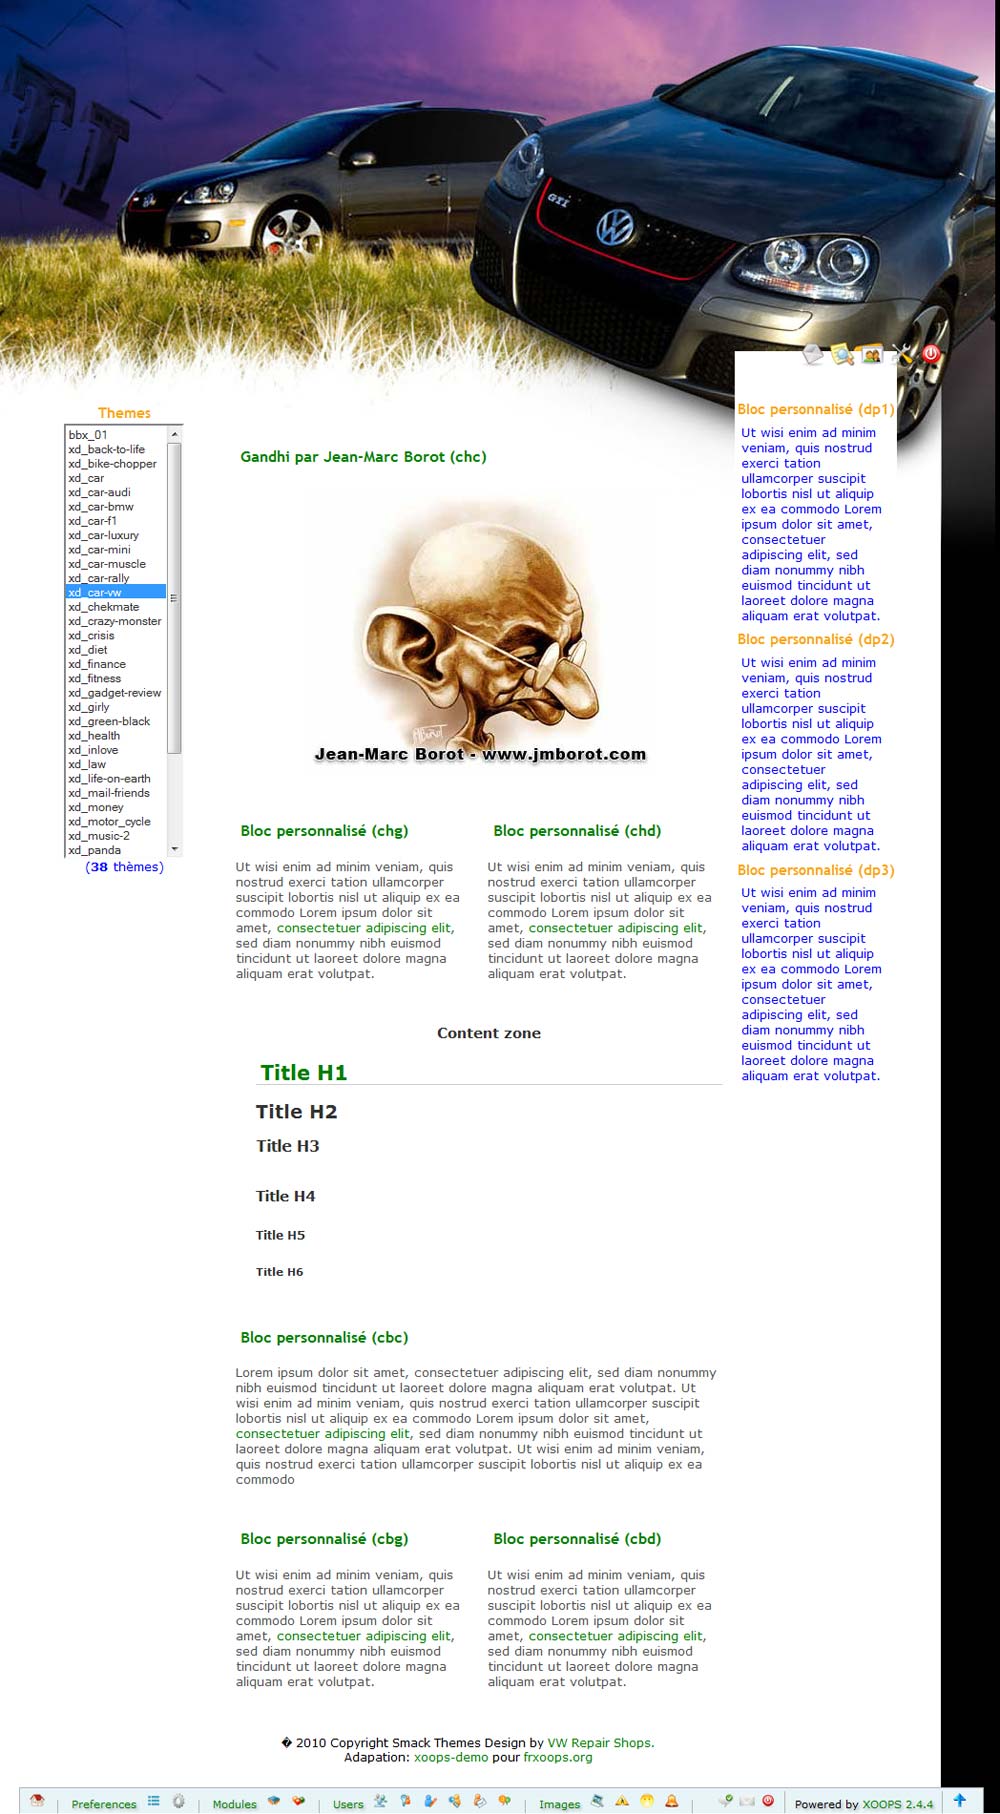 GTI
Themes
bbx_01
xd_back-to-life
xd_bike-chopper
xd_car
xd_car-audi
xd_car-bmw
xd_car-f1
xd_car-luxury
xd_car-mini
xd_car-muscle
xd_car-rally
xd_car-vw
xd_chekmate
xd_crazy-monster
xd_crisis
xd_diet
xd_finance
xd_fitness
xd_gadget-review
xd_girly
xd_green-black
xd_health
xd_inlove
xd_law
xd_life-on-earth
xd_mail-friends
xd_money
xd_motor_cycle
xd_music-2
xd_panda
(38 thèmes)
Gandhi par Jean-Marc Borot (chc)
Jean-Marc Borot - www.jmborot.com
Bloc personnalisé (chg)
Ut wisi enim ad minim veniam, quis
nostrud exerci tation ullamcorper
suscipit lobortis nisl ut aliquip ex ea
commodo Lorem ipsum dolor sit
amet, consectetuer adipiscing elit,
sed diam nonummy nibh euismod
tincidunt ut laoreet dolore magna
aliquam erat volutpat.
Bloc personnalisé (chd)
Ut wisi enim ad minim veniam, quis
nostrud exerci tation ullamcorper
suscipit lobortis nisl ut aliquip ex ea
commodo Lorem ipsum dolor sit
amet, consectetuer adipiscing elit,
sed diam nonummy nibh euismod
tincidunt ut laoreet dolore magna
aliquam erat volutpat.
Content zone
Title H1
Title H2
Title H3
Title H4
Title H5
Title H6
Bloc personnalisé (cbc)
Lorem ipsum dolor sit amet, consectetuer adipiscing elit, sed diam nonummy
nibh euismod tincidunt ut laoreet dolore magna aliquam erat volutpat. Ut
wisi enim ad minim veniam, quis nostrud exerci tation ullamcorper suscipit
lobortis nisl ut aliquip ex ea commodo Lorem ipsum dolor sit amet,
consectetuer adipiscing elit, sed diam nonummy nibh euismod tincidunt ut
laoreet dolore magna aliquam erat volutpat. Ut wisi enim ad minim veniam,
quis nostrud exerci tation ullamcorper suscipit lobortis nisl ut aliquip ex ea
commodo
Bloc personnalisé (cbg)
Ut wisi enim ad minim veniam, quis
nostrud exerci tation ullamcorper
suscipit lobortis nisl ut aliquip ex ea
commodo Lorem ipsum dolor sit
amet, consectetuer adipiscing elit,
sed diam nonummy nibh euismod
tincidunt ut laoreet dolore magna
aliquam erat volutpat.
Bloc personnalisé (cbd)
Ut wisi enim ad minim veniam, quis
nostrud exerci tation ullamcorper
suscipit lobortis nisl ut aliquip ex ea
commodo Lorem ipsum dolor sit
amet, consectetuer adipiscing elit,
sed diam nonummy nibh euismod
tincidunt ut laoreet dolore magna
aliquam erat volutpat.
Bloc personnalisé (dp1)
Ut wisi enim ad minim
veniam, quis nostrud
exerci tation
ullamcorper suscipit
lobortis nisl ut aliquip
ex ea commodo Lorem
ipsum dolor sit amet,
consectetuer
adipiscing elit, sed
diam nonummy nibh
euismod tincidunt ut
laoreet dolore magna
aliquam erat volutpat.
Bloc personnalisé (dp2)
Ut wisi enim ad minim
veniam, quis nostrud
exerci tation
ullamcorper suscipit
lobortis nisl ut aliquip
ex ea commodo Lorem
ipsum dolor sit amet,
consectetuer
adipiscing elit, sed
diam nonummy nibh
euismod tincidunt ut
laoreet dolore magna
aliquam erat volutpat.
Bloc personnalisé (dp3)
Ut wisi enim ad minim
veniam, quis nostrud
exerci tation
ullamcorper suscipit
lobortis nisl ut aliquip
ex ea commodo Lorem
ipsum dolor sit amet,
consectetuer
adipiscing elit, sed
diam nonummy nibh
euismod tincidunt ut
laoreet dolore magna
aliquam erat volutpat.
� 2010 Copyright Smack Themes Design by VW Repair Shops.
Adapation: xoops-demo pour frxoops.org
Preferences | Modules | Users | Images | Powered by XOOPS 2.4.4